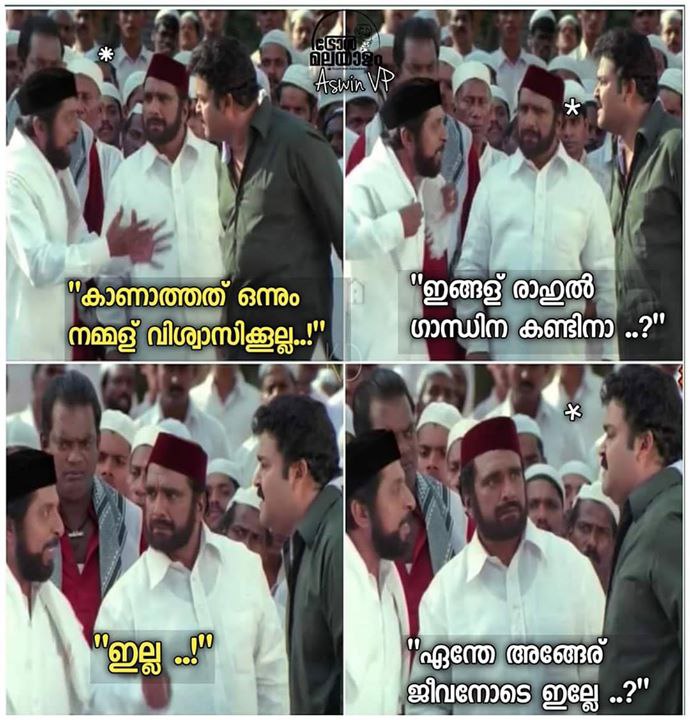 ട്രോൾ
മലയാളം
Aswin VP
"കാണാത്തത് ഒന്നും
നമ്മള് വിശ്വാസിക്കൂല്ല..!"
"ഇങ്ങള് രാഹുൽ
ഗാന്ധിന കണ്ടിനാ ..?"
"ഇല്ല ..!"
"ഏന്തേ അങ്ങേര്
ജീവനോടെ ഇല്ലേ ..?"